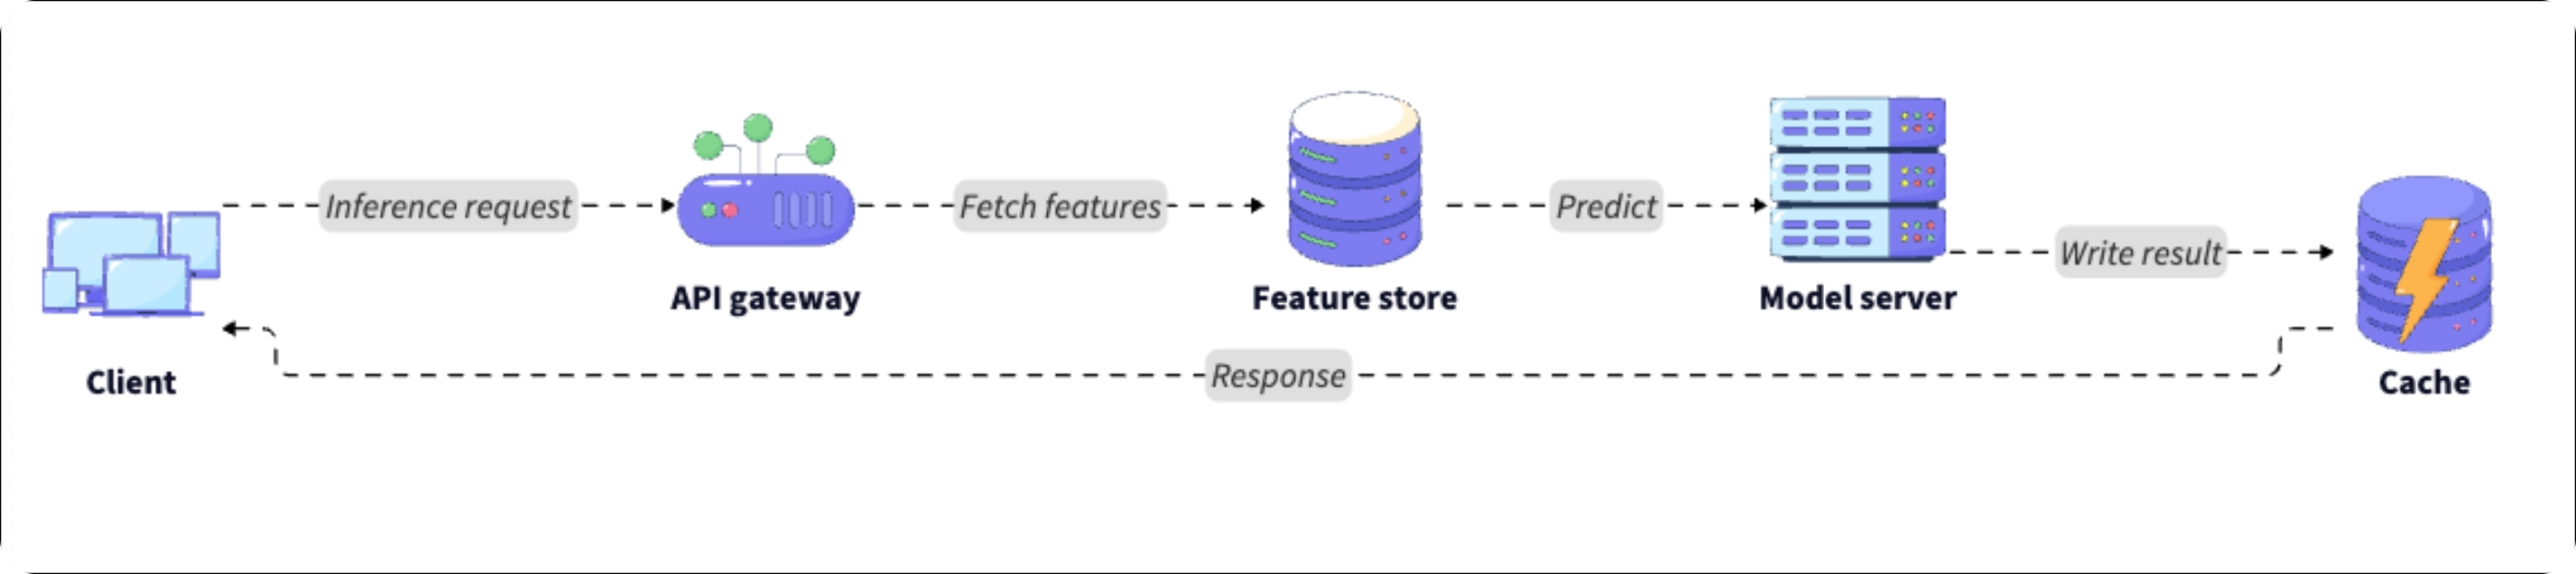 Inference request
Fetch features
Predict
Write result
API gateway
Feature store
Model server
Client
Response
Cache